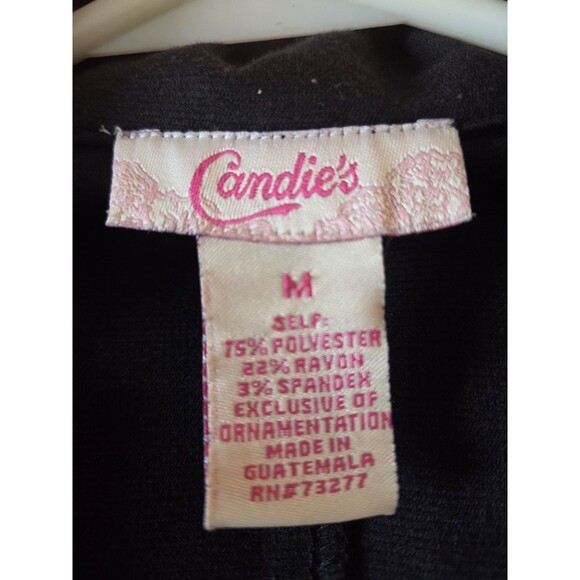 Candie's
M
SELF:
75% POLYESTER
22% RAYON
3% SPANDEX
EXCLUSIVE OF
ORNAMENTATION
MADE IN
GUATEMALA
RN#73277